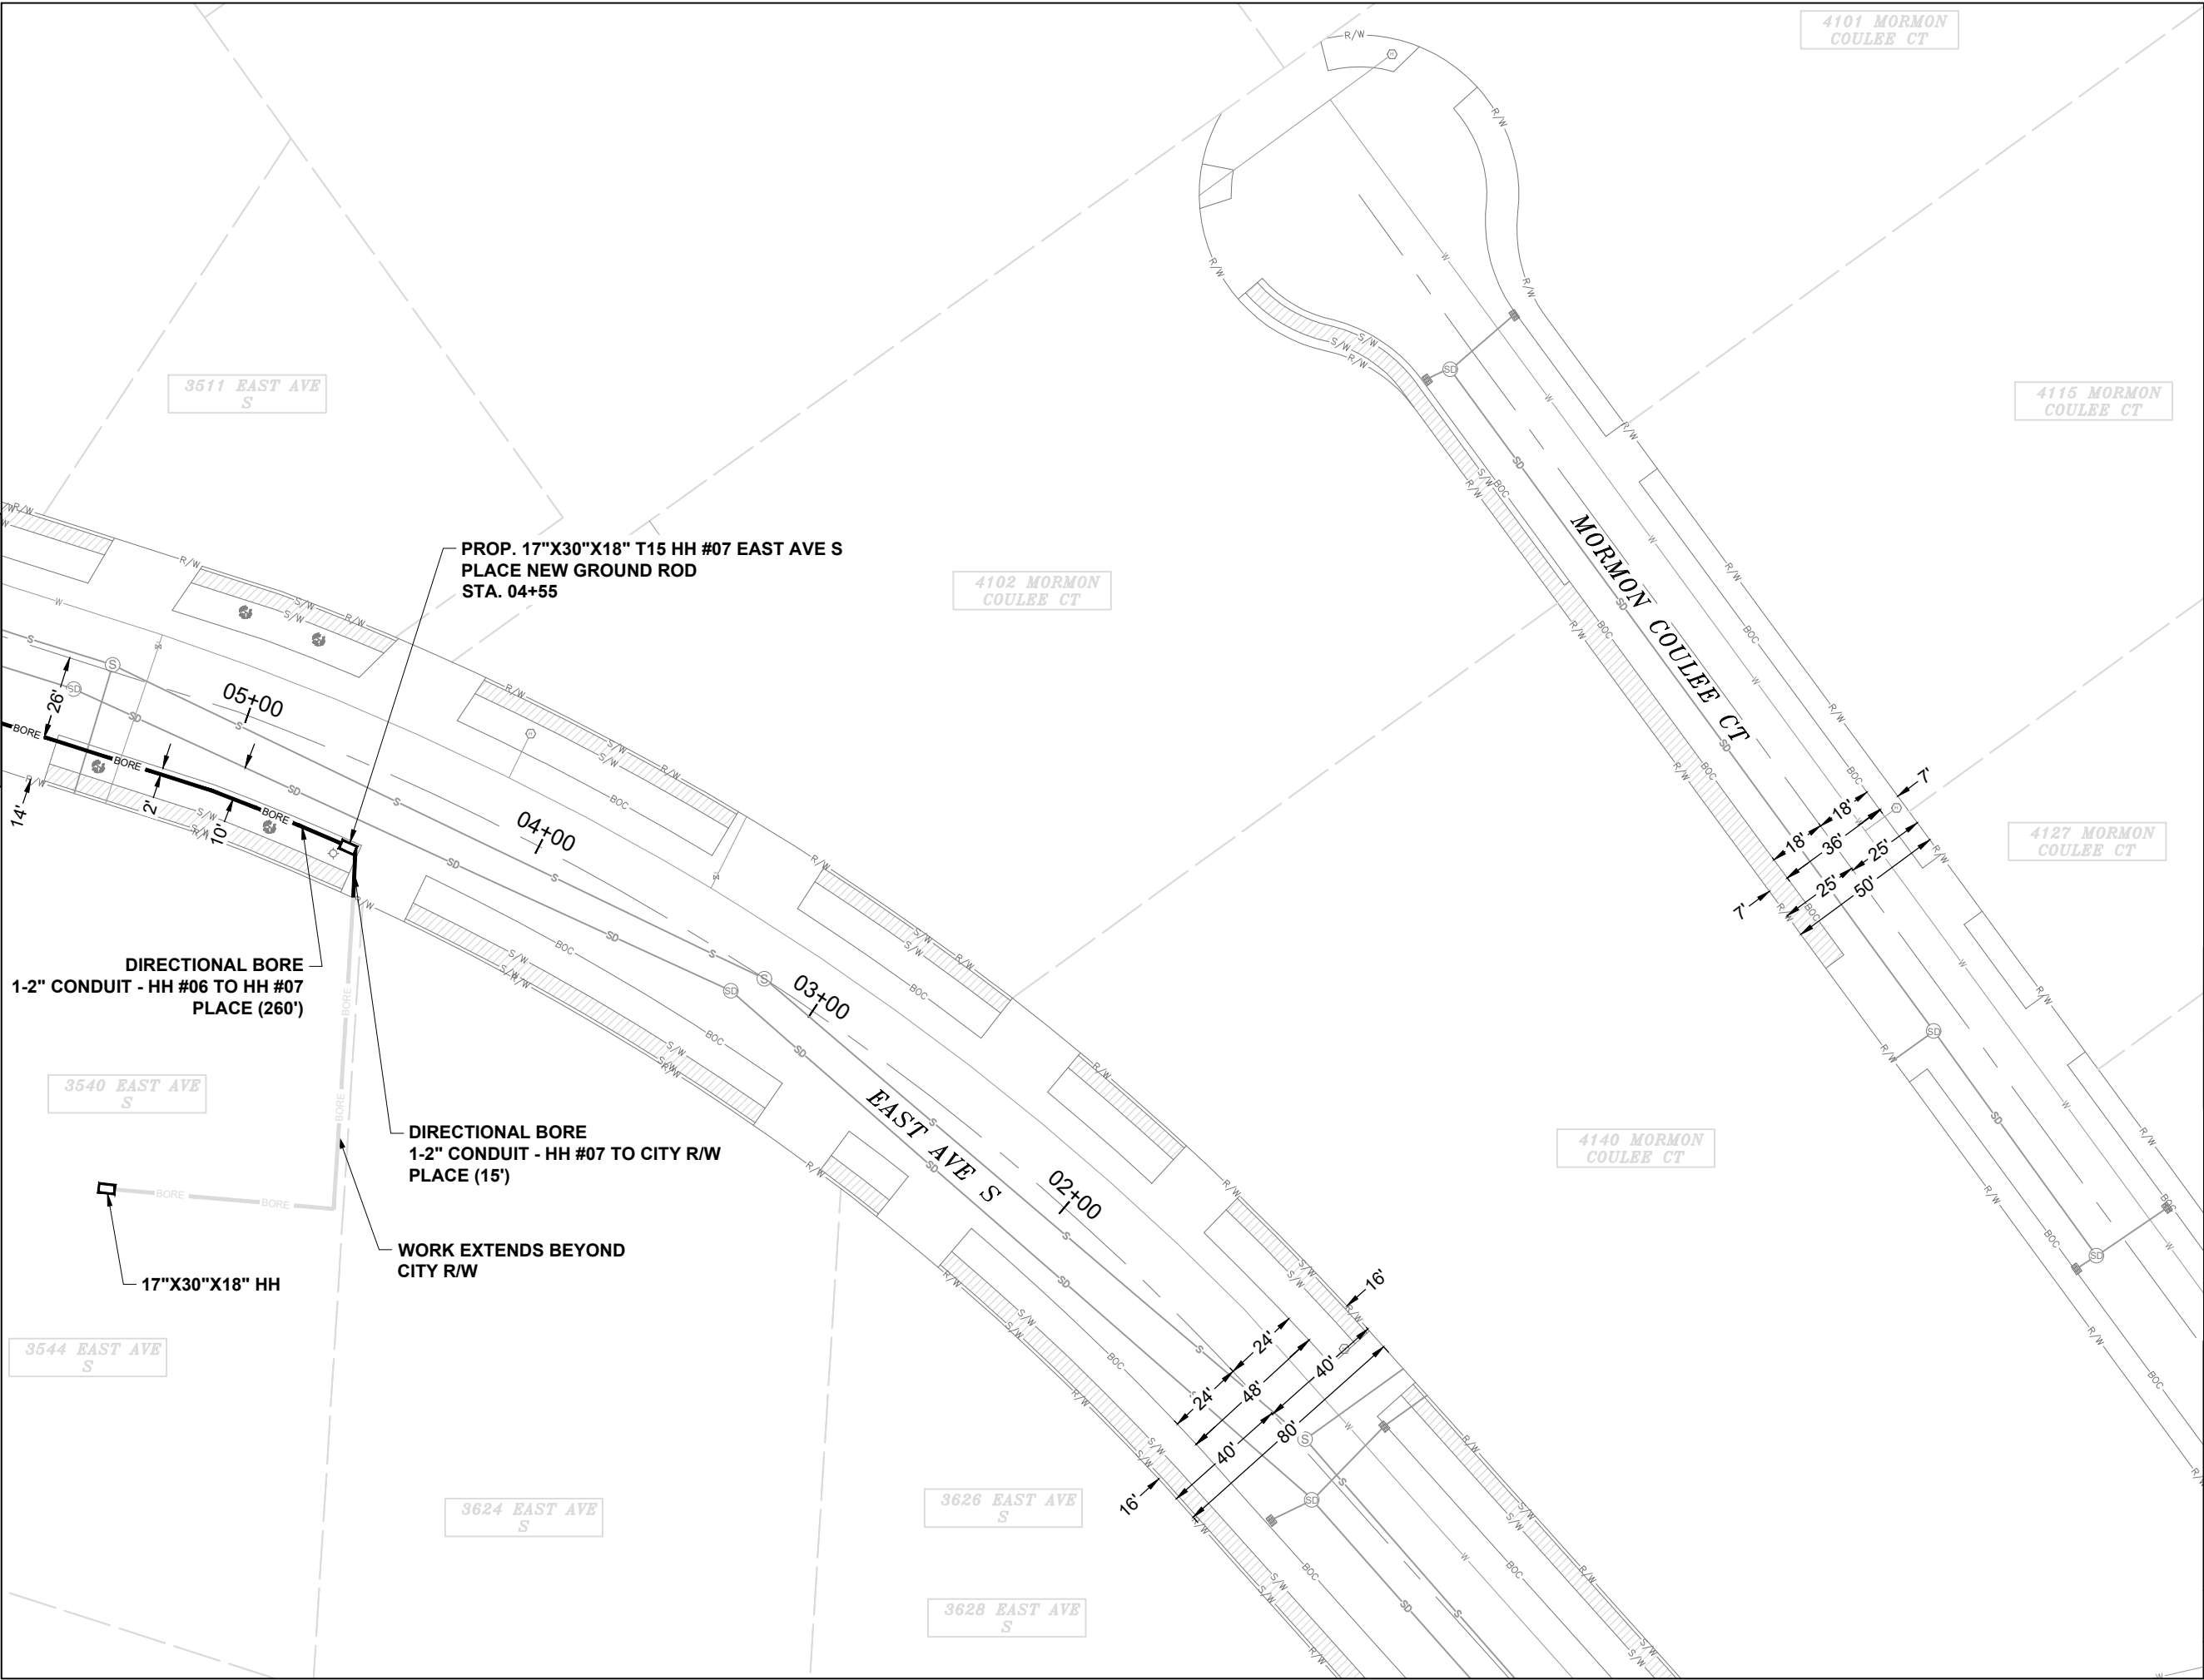 4101 MORMON
COULEE CT
4115 MORMON
COULEE CT
3511 EAST AVE
S
4102 MORMON
COULEE CT
PROP. 17"X30"X18" T15 HH #07 EAST AVE S
PLACE NEW GROUND ROD
STA. 04+55
MORMON COULEE CT
05+00
26'
14'
2'
10'
04+00
03+00
02+00
EAST AVE S
4127 MORMON
COULEE CT
7'
18'
18'
36'
25'
25'
50'
7'
DIRECTIONAL BORE
1-2" CONDUIT - HH #06 TO HH #07
PLACE (260')
3540 EAST AVE
S
DIRECTIONAL BORE
1-2" CONDUIT - HH #07 TO CITY R/W
PLACE (15')
4140 MORMON
COULEE CT
WORK EXTENDS BEYOND
CITY R/W
17"X30"X18" HH
3544 EAST AVE
S
16'
24'
24'
48'
40'
40'
80'
16'
3624 EAST AVE
S
3626 EAST AVE
S
3628 EAST AVE
S
BORE
BORE
BORE
BORE
BORE
BORE
BORE
R/W
S/W
BOC
SD
S
W